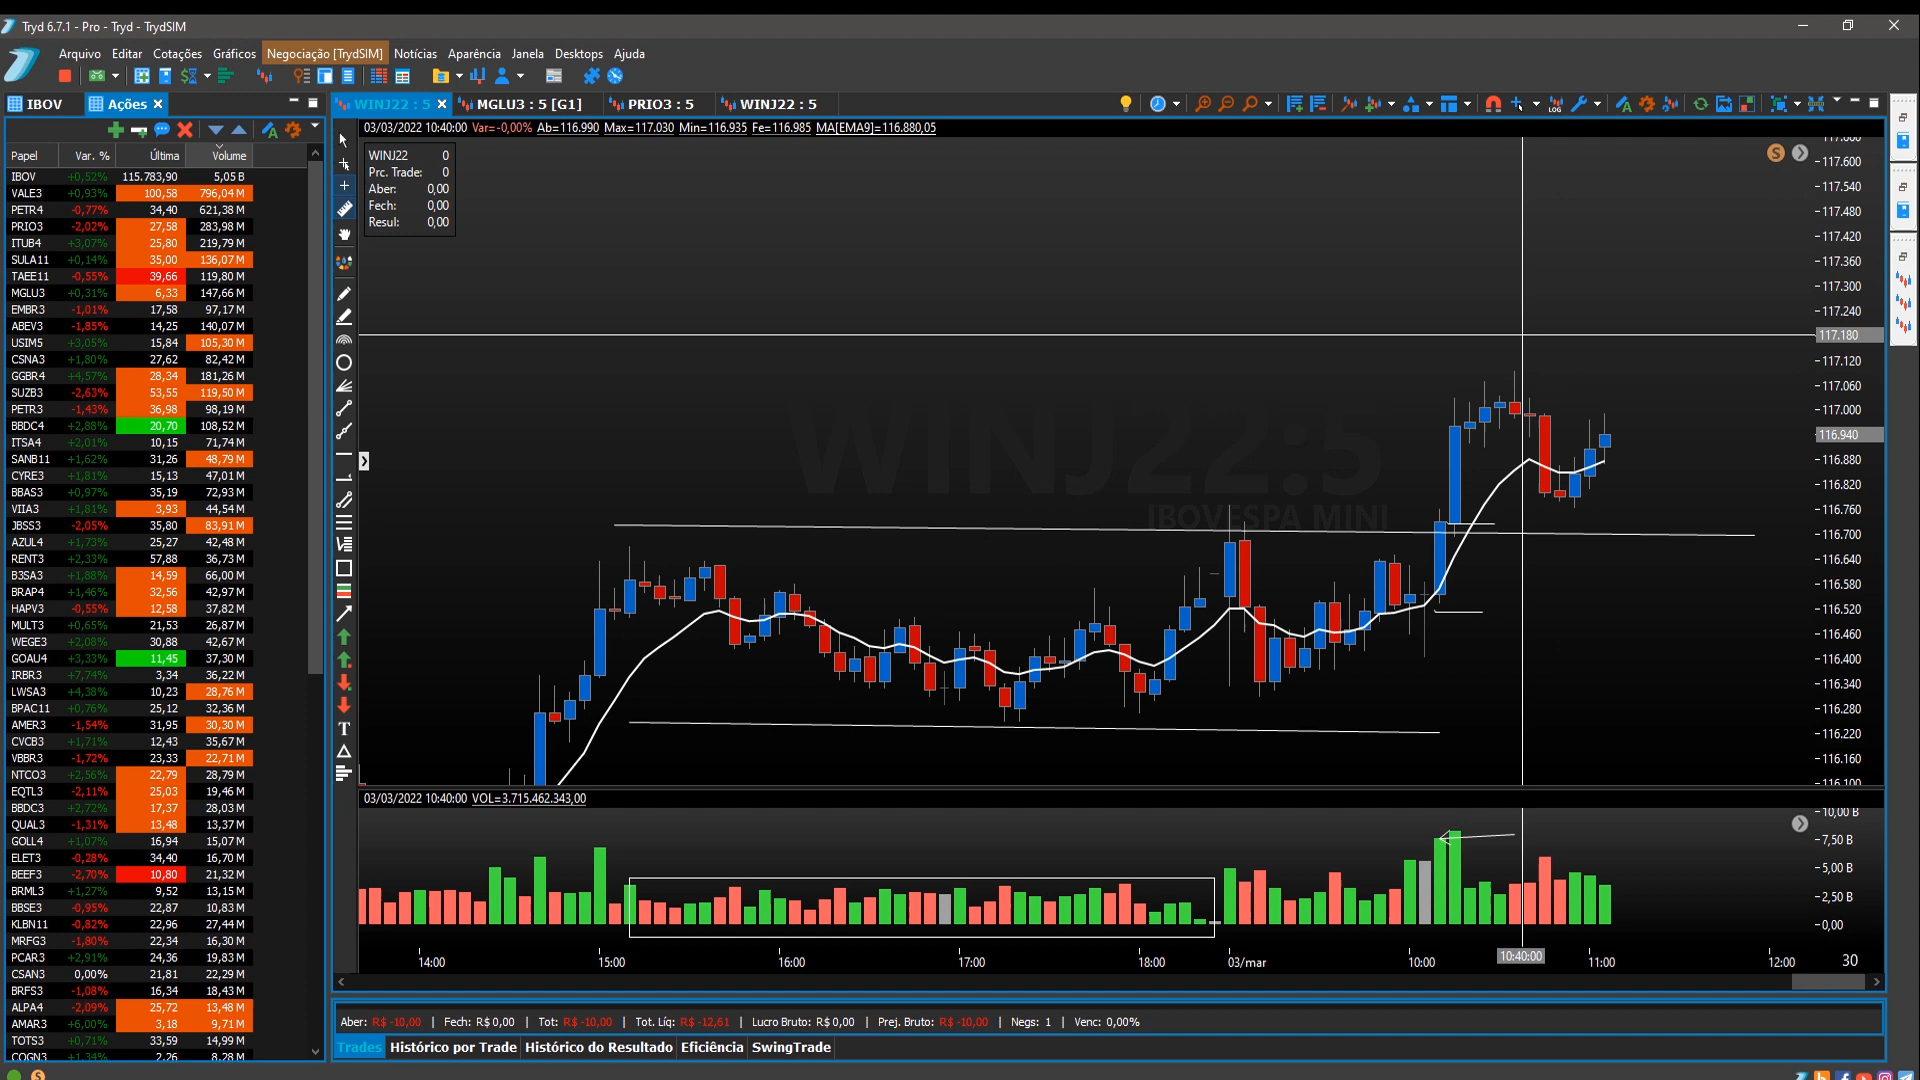 Tryd 6.7.1 - Pro - Tryd - TrydSIM
Arquivo Editar Cotações Gráficos Negociação [TrydSIM] Notícias Aparência Janela Desktops Ajuda
IBOV Ações WINJ22 : 5 MGLU3 : 5 [G1] PRIO3 : 5 WINJ22 : 5
03/03/2022 10:40:00 Var=-0,00% Ab=116.990 Max=117.030 Min=116.935 Fe=116.985 MA[EMA9]=116.880,05
WINJ22 0
Prc. Trade: 0
Aber: 0,00
Fech: 0,00
Resul: 0,00
Papel Var. % Última Volume
IBOV +0,52% 115.783,90 5,05 B
VALE3 +0,93% 100,58 796,04 M
PETR4 -0,77% 34,40 621,38 M
PRIO3 -2,02% 27,58 283,98 M
ITUB4 +3,07% 25,80 219,79 M
SULA11 +0,14% 35,00 136,07 M
TAEE11 -0,55% 39,66 119,80 M
MGLU3 +0,31% 6,33 147,66 M
EMBR3 -1,01% 17,58 97,17 M
ABEV3 -1,85% 14,25 140,07 M
USIM5 +3,05% 15,84 105,30 M
CSNA3 +1,80% 27,62 82,42 M
GGBR4 +4,57% 28,34 181,26 M
SUZB3 -2,63% 53,55 119,50 M
PETR3 -1,43% 36,98 98,19 M
BBDC4 +2,88% 20,70 108,52 M
ITSA4 +2,01% 10,15 71,74 M
SANB11 +1,62% 31,26 48,79 M
CYRE3 +1,81% 15,13 47,01 M
BBAS3 +0,97% 35,19 72,93 M
VIIA3 +1,81% 3,93 44,54 M
JBSS3 -2,05% 35,80 83,91 M
AZUL4 +1,73% 25,27 42,48 M
RENT3 +2,33% 57,88 36,73 M
B3SA3 +1,88% 14,59 66,00 M
BRAP4 +1,46% 32,56 42,97 M
HAPV3 -0,55% 12,58 37,82 M
MULT3 +0,65% 21,53 26,87 M
WEGE3 +2,08% 30,88 42,67 M
GOAU4 +3,33% 11,45 37,30 M
IRBR3 +7,74% 3,34 36,22 M
LWSA3 +4,38% 10,23 28,76 M
BPAC11 +0,76% 25,12 32,36 M
AMER3 -1,54% 31,95 30,30 M
CVCB3 +1,71% 12,43 35,67 M
VBBR3 -1,72% 23,33 22,71 M
NTCO3 +2,56% 22,79 28,79 M
EQTL3 -2,11% 25,03 19,46 M
BBDC3 +2,72% 17,37 28,03 M
QUAL3 -1,31% 13,48 13,37 M
GOLL4 +1,07% 16,94 15,07 M
ELET3 -0,28% 34,40 16,70 M
BEEF3 -2,70% 10,80 21,32 M
BRML3 +1,27% 9,52 13,15 M
BBSE3 -0,95% 22,87 10,83 M
KLBN11 -0,82% 22,96 27,44 M
MRFG3 -1,80% 22,34 16,30 M
PCAR3 +2,91% 24,36 19,83 M
CSAN3 0,00% 21,81 22,29 M
BRFS3 -1,08% 16,34 18,43 M
ALPA4 -2,09% 25,72 13,48 M
AMAR3 +6,00% 3,18 9,71 M
TOTS3 +0,71% 33,59 14,99 M
COGN3 +1,34% 2,26 8,28 M
WINJ22:5
IBOVESPA MINI
117.600
117.540
117.480
117.420
117.360
117.300
117.240
117.180
117.120
117.060
117.000
116.940
116.880
116.820
116.760
116.700
116.640
116.580
116.520
116.460
116.400
116.340
116.280
116.220
116.160
116.100
03/03/2022 10:40:00 VOL=3.715.462.343,00
10,00 B
7,50 B
5,00 B
2,50 B
0,00
14:00 15:00 16:00 17:00 18:00 03/mar 10:00 10:40:00 11:00 12:00 30
Aber: R$ -10,00 | Fech: R$ 0,00 | Tot: R$ -10,00 | Tot. Líq: R$ -12,61 | Lucro Bruto: R$ 0,00 | Prej. Bruto: R$ -10,00 | Negs: 1 | Venc: 0,00%
Trades Histórico por Trade Histórico do Resultado Eficiência SwingTrade